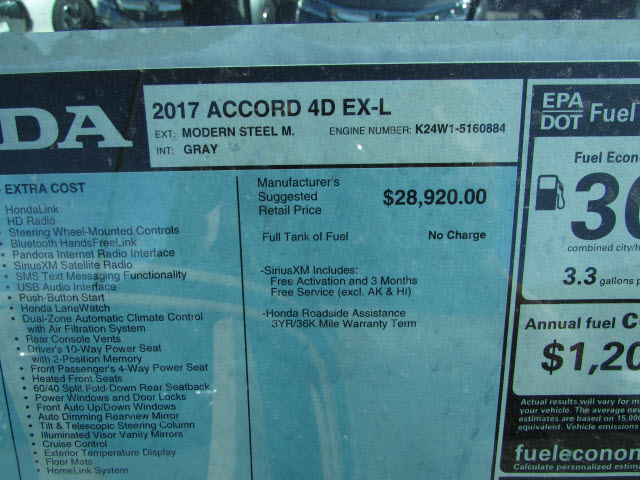 DA
2017 ACCORD 4D EX-L
EXT: MODERN STEEL M. ENGINE NUMBER: K24W1-5160884
INT: GRAY
EXTRA COST
HondaLink
HD Radio
• Steering Wheel-Mounted Controls
• Bluetooth HandsFreeLink
• Pandora Internet Radio Interface
• SiriusXM Satellite Radio
• SMS Text Messaging Functionality
• USB Audio Interface
• Push-Button Start
• Honda LaneWatch
• Dual-Zone Automatic Climate Control
with Air Filtration System
• Rear Console Vents
• Driver's 10-Way Power Seat
with 2-Position Memory
• Front Passenger's 4-Way Power Seat
• Heated Front Seats
• 60/40 Split Fold-Down Rear Seatback
• Power Windows and Door Locks
• Front Auto Up/Down Windows
• Auto Dimming Rearview Mirror
• Tilt & Telescopic Steering Column
• Illuminated Visor Vanity Mirrors
• Cruise Control
• Exterior Temperature Display
• Floor Mats
• HomeLink System
Manufacturer's
Suggested
Retail Price $28,920.00
Full Tank of Fuel No Charge
-SiriusXM Includes:
Free Activation and 3 Months
Free Service (excl. AK & HI)
-Honda Roadside Assistance
3YR/36K Mile Warranty Term
EPA
DOT Fuel
Fuel Econ
30
combined city/h
3.3 gallons p
Annual fuel C
$1,20
Actual results will vary for m
your vehicle. The average ne
estimates are based on 15,000
equivalent. Vehicle emissions
fueleconom
Calculate personalized estimat